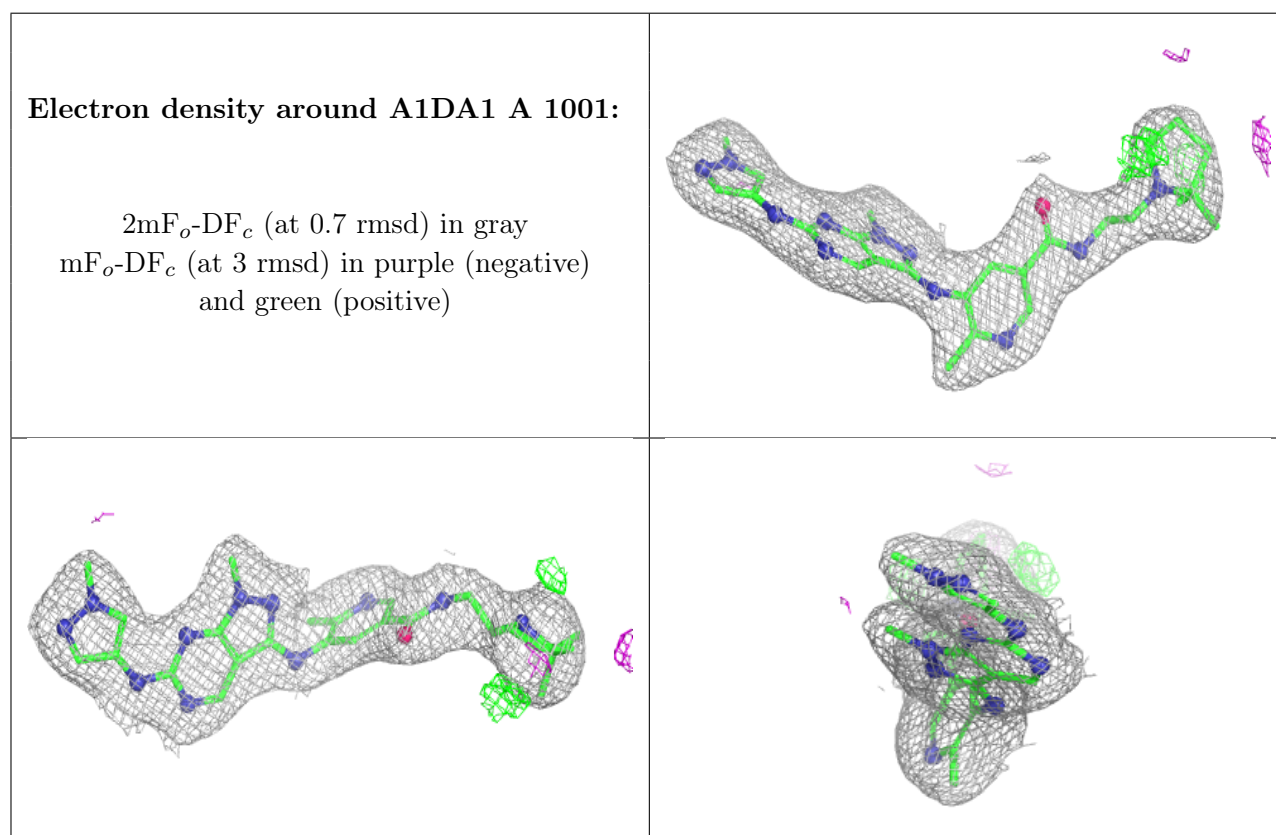 Electron density around A1DA1 A 1001:
2mFo-DFc (at 0.7 rmsd) in gray
mFo-DFc (at 3 rmsd) in purple (negative)
and green (positive)